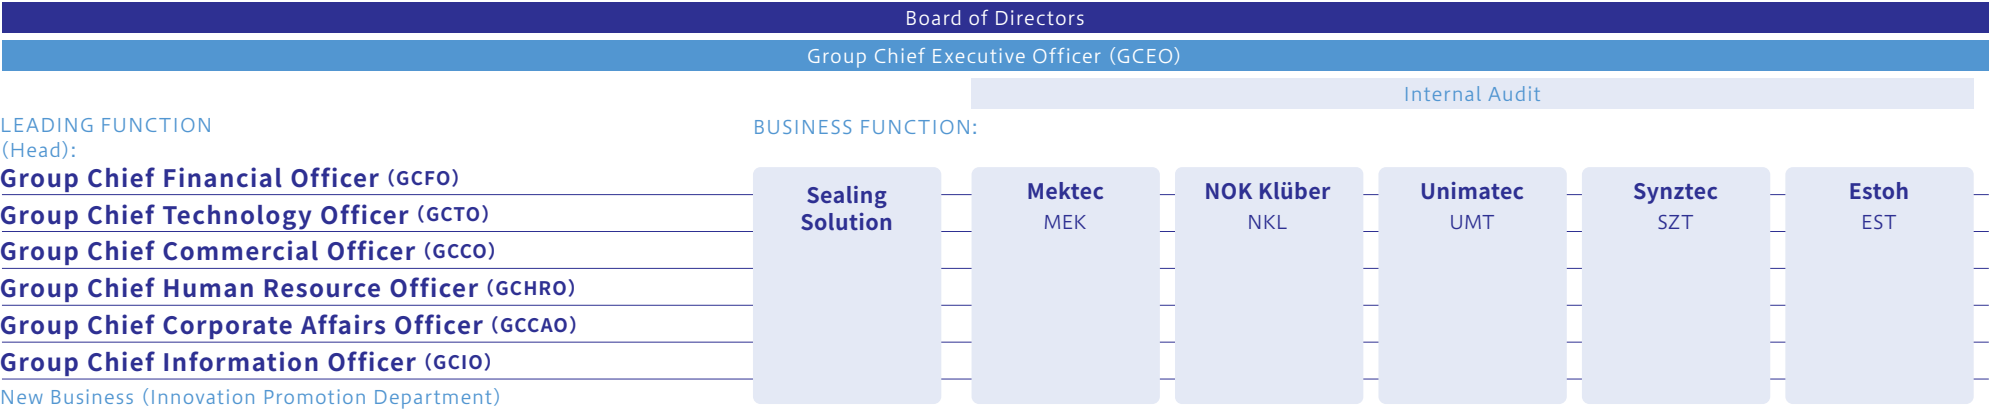 Board of Directors
Group Chief Executive Officer (GCEO)
Internal Audit
LEADING FUNCTION
(Head):
BUSINESS FUNCTION:
Group Chief Financial Officer (GCFO)
Group Chief Technology Officer (GCTO)
Group Chief Commercial Officer (GCCO)
Group Chief Human Resource Officer (GCHRO)
Group Chief Corporate Affairs Officer (GCCAO)
Group Chief Information Officer (GCIO)
New Business (Innovation Promotion Department)
Sealing
Solution
Mektec
MEK
NOK Klüber
NKL
Unimatec
UMT
Synztec
SZT
Estoh
EST